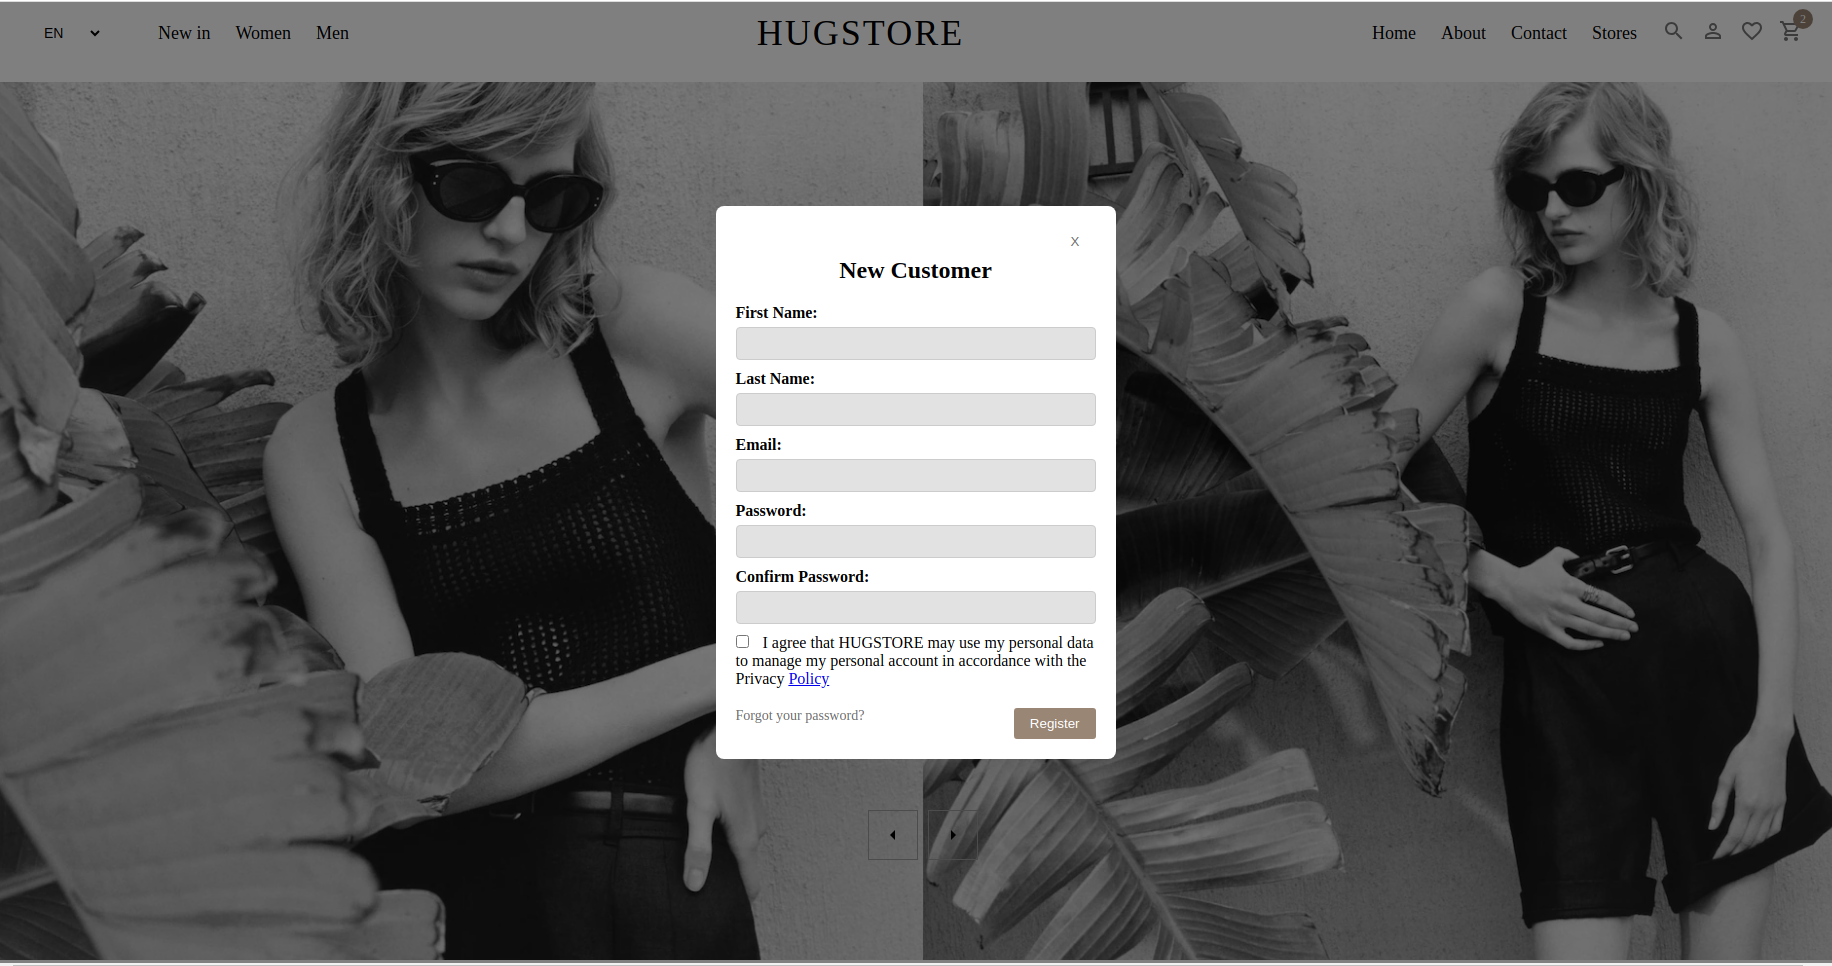 EN New in Women Men HUGSTORE Home About Contact Stores 2
X
New Customer
First Name:
Last Name:
Email:
Password:
Confirm Password:
I agree that HUGSTORE may use my personal data
to manage my personal account in accordance with the
Privacy Policy
Forgot your password? Register